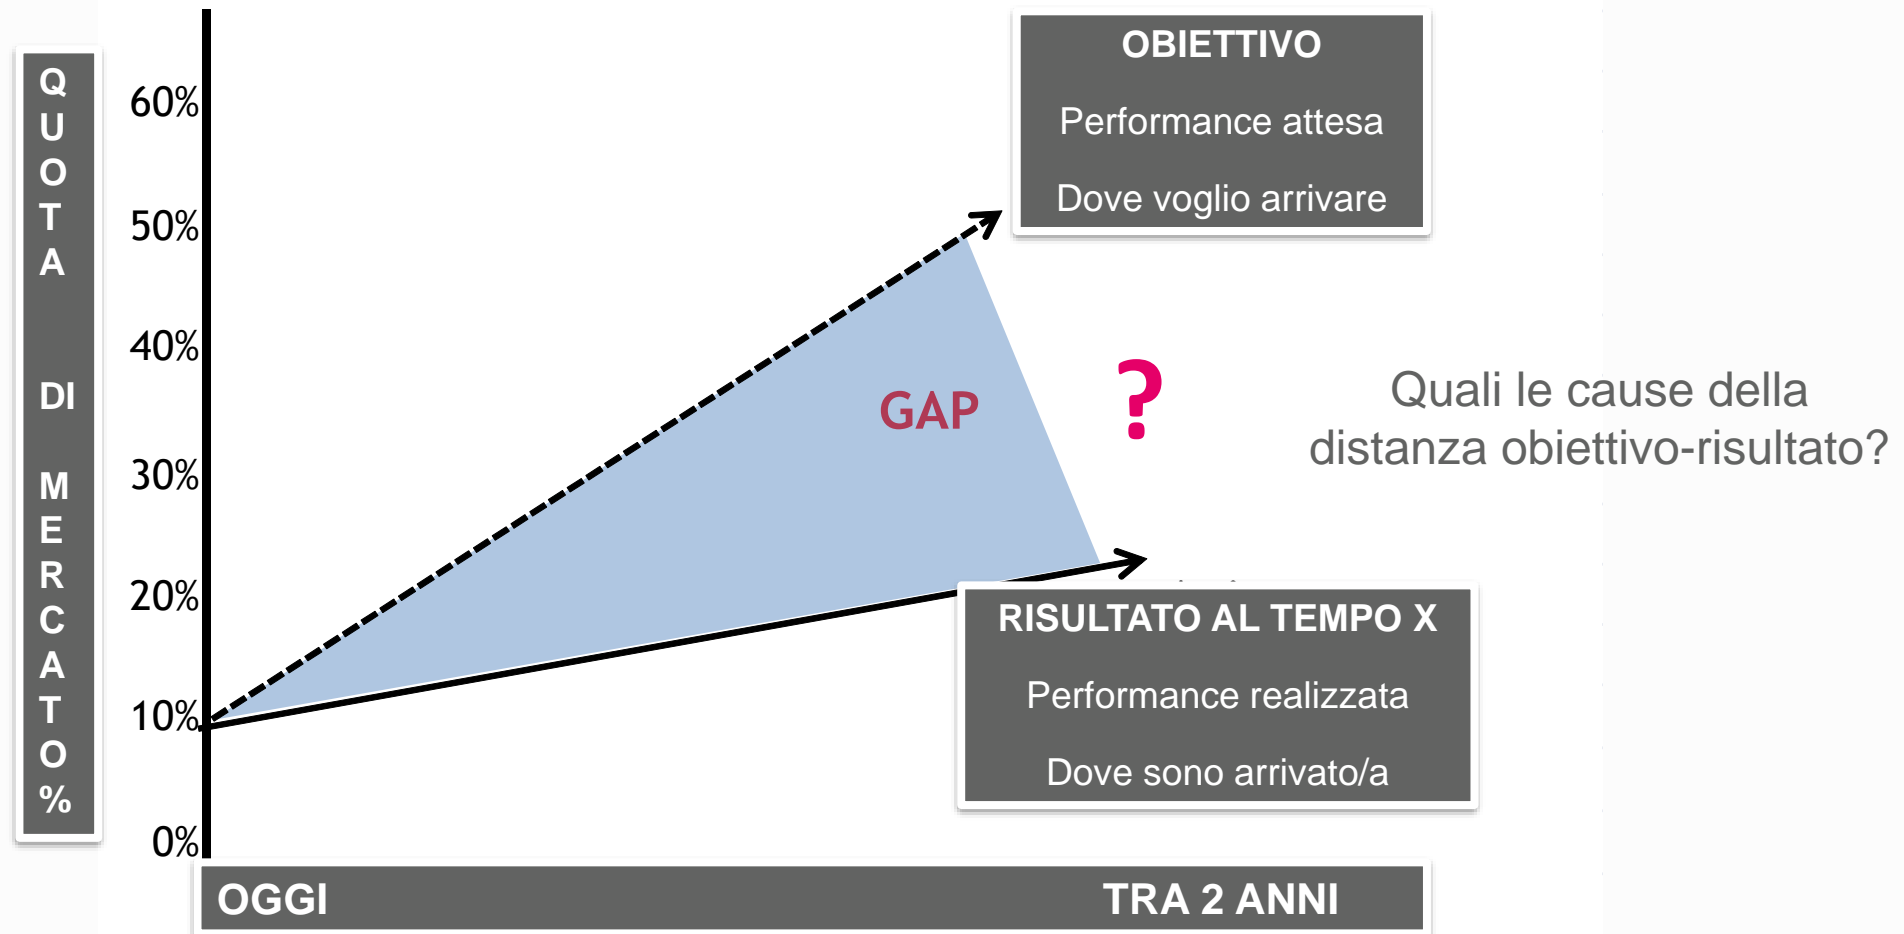 QUOTA DI MERCATO %
60%
50%
40%
30%
20%
10%
0%
OBIETTIVO
Performance attesa
Dove voglio arrivare
GAP
?
Quali le cause della
distanza obiettivo-risultato?
RISULTATO AL TEMPO X
Performance realizzata
Dove sono arrivato/a
OGGI
TRA 2 ANNI